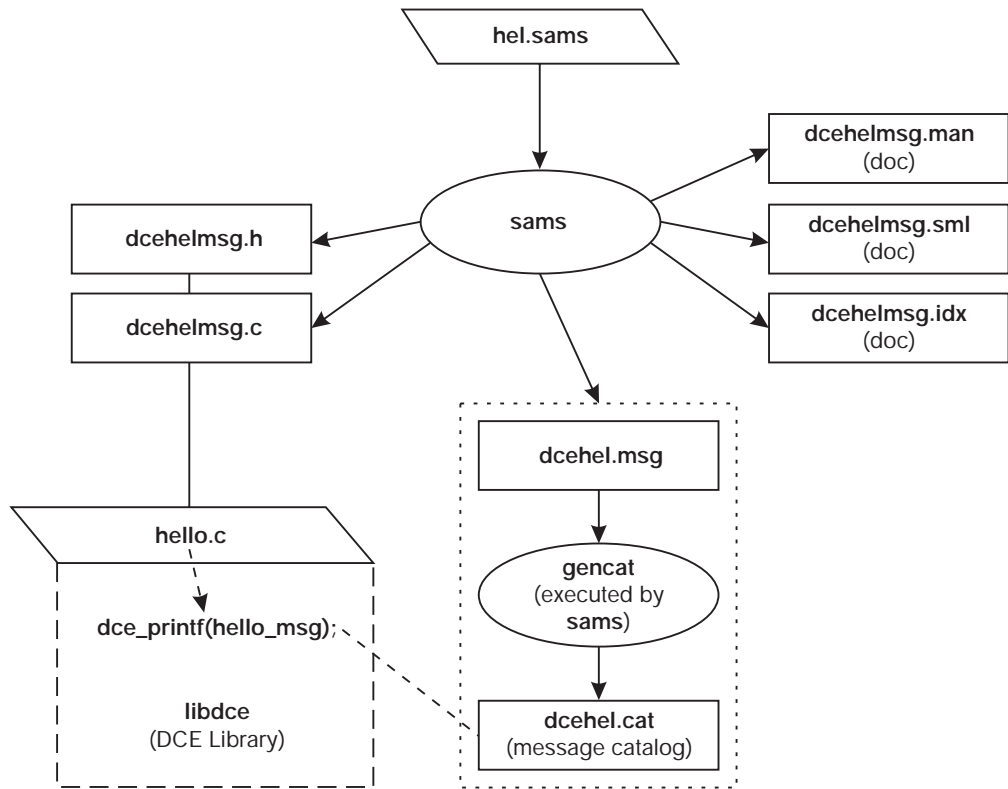 hel.sams
dcehelmsg.man
(doc)
sams
dcehelmsg.h
dcehelmsg.sml
(doc)
dcehelmsg.c
dcehelmsg.idx
(doc)
dcehel.msg
hello.c
gencat
(executed by
sams)
dce_printf(hello_msg);
libdce
(DCE Library)
dcehel.cat
(message catalog)